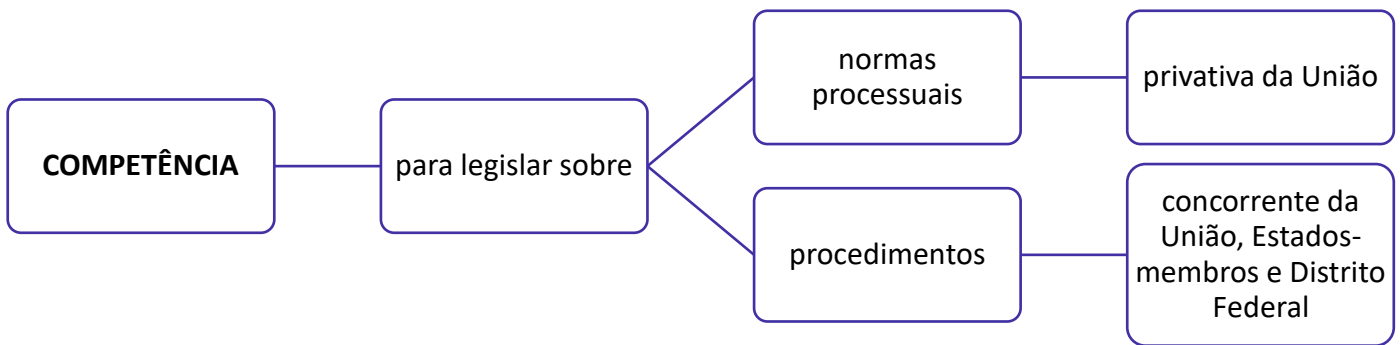 COMPETÊNCIA
para legislar sobre
normas
processuais
privativa da União
procedimentos
concorrente da
União, Estados-
membros e Distrito
Federal